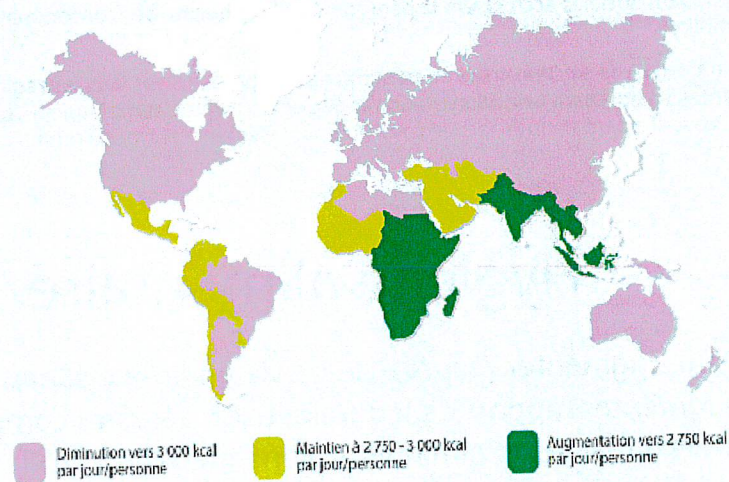 Diminution vers 3 000 kcal
par jour/personne
Maintien à 2 750 - 3 000 kcal
par jour/personne
Augmentation vers 2 750 kcal
par jour/personne